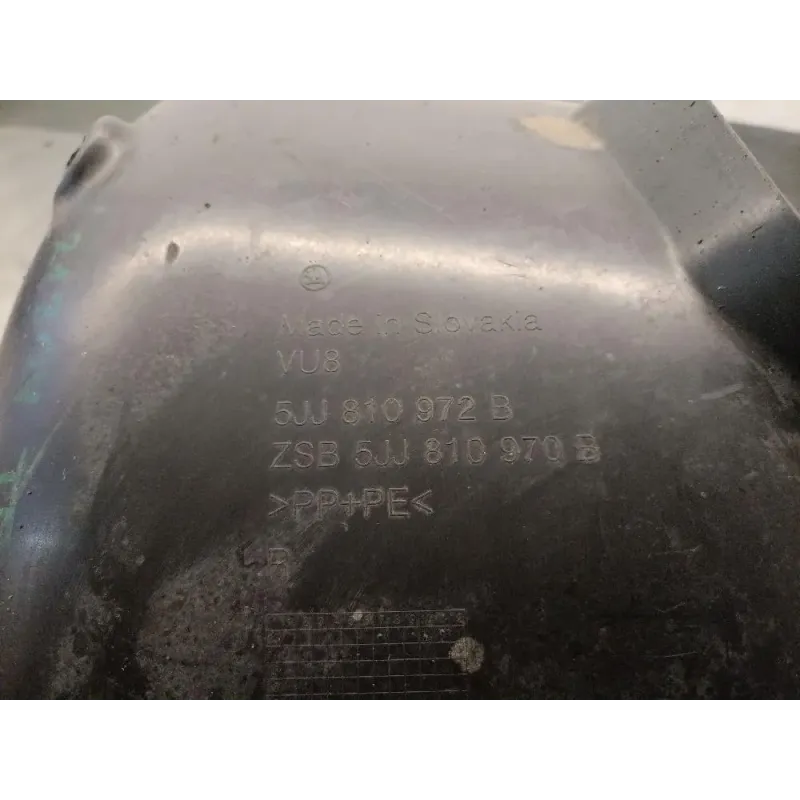 Made in Slovakia
VU8
5JJ 810 972 B
ZSB 5JJ 810 970 B
>PP+PE<